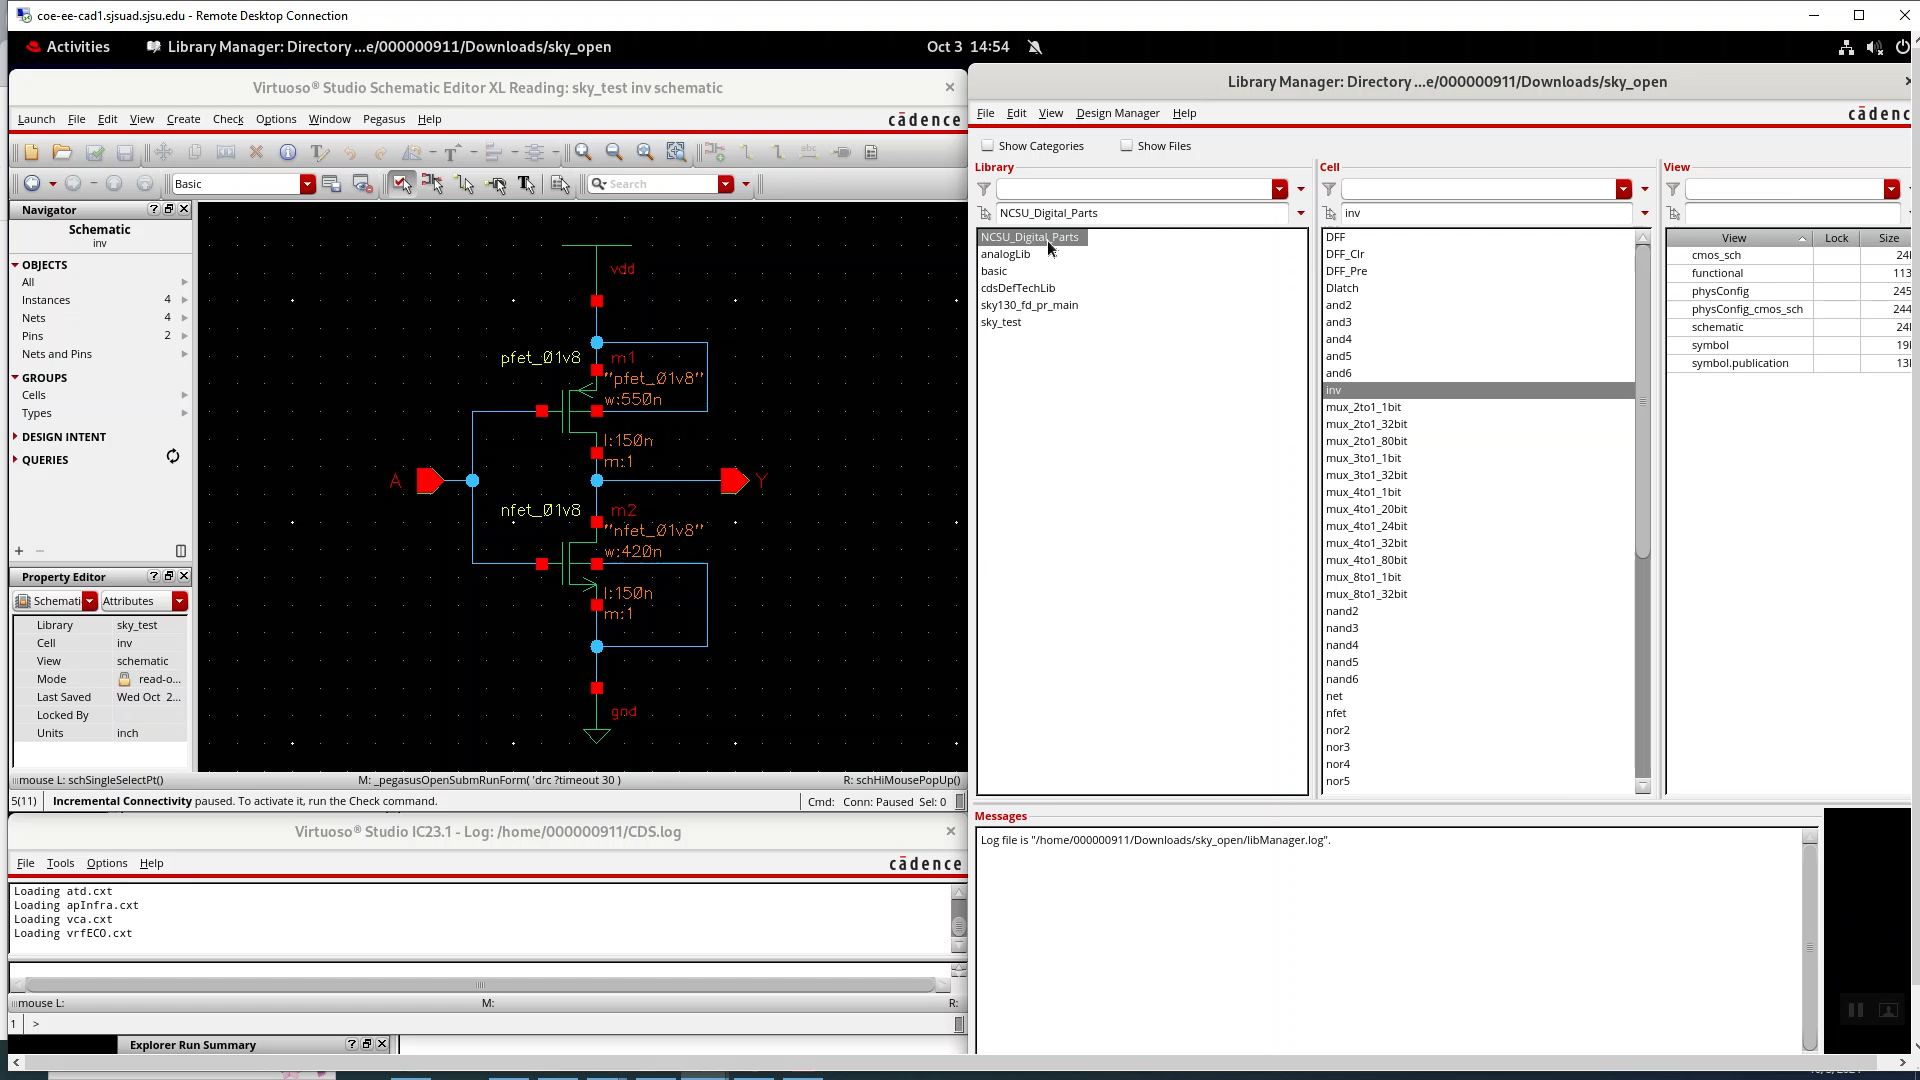 coe-ee-cad1.sjsuad.sjsu.edu - Remote Desktop Connection
Activities
Library Manager: Directory ...e/000000911/Downloads/sky_open
Oct 3 14:54
Virtuoso® Studio Schematic Editor XL Reading: sky_test inv schematic
Launch File Edit View Create Check Options Window Pegasus Help
cādence
Basic
Search
Navigator
Schematic
inv
OBJECTS
All
Instances 4
Nets 4
Pins 2
Nets and Pins
GROUPS
Cells
Types
DESIGN INTENT
QUERIES
Property Editor
Schemati Attributes
Library sky_test
Cell inv
View schematic
Mode read-o...
Last Saved Wed Oct 2...
Locked By
Units inch
vdd
pfet_01v8 m1
"pfet_01v8"
w:550n
l:150n
m:1
A
Y
nfet_01v8 m2
"nfet_01v8"
w:420n
l:150n
m:1
gnd
mouse L: schSingleSelectPt() M: _pegasusOpenSubmRunForm( 'drc ?timeout 30 ) R: schHiMousePopUp()
5(11) Incremental Connectivity paused. To activate it, run the Check command. Cmd: Conn: Paused Sel: 0
Virtuoso® Studio IC23.1 - Log: /home/000000911/CDS.log
File Tools Options Help
cādence
Loading atd.cxt
Loading apInfra.cxt
Loading vca.cxt
Loading vrfECO.cxt
mouse L: M: R:
1 >
Explorer Run Summary
Library Manager: Directory ...e/000000911/Downloads/sky_open
File Edit View Design Manager Help
cādenc
Show Categories Show Files
Library
NCSU_Digital_Parts
NCSU_Digital_Parts
analogLib
basic
cdsDefTechLib
sky130_fd_pr_main
sky_test
Cell
inv
DFF
DFF_Clr
DFF_Pre
Dlatch
and2
and3
and4
and5
and6
inv
mux_2to1_1bit
mux_2to1_32bit
mux_2to1_80bit
mux_3to1_1bit
mux_3to1_32bit
mux_4to1_1bit
mux_4to1_20bit
mux_4to1_24bit
mux_4to1_32bit
mux_4to1_80bit
mux_8to1_1bit
mux_8to1_32bit
nand2
nand3
nand4
nand5
nand6
net
nfet
nor2
nor3
nor4
nor5
View
View Lock Size
cmos_sch 24
functional 113
physConfig 245
physConfig_cmos_sch 244
schematic 24
symbol 19
symbol.publication 13
Messages
Log file is "/home/000000911/Downloads/sky_open/libManager.log".